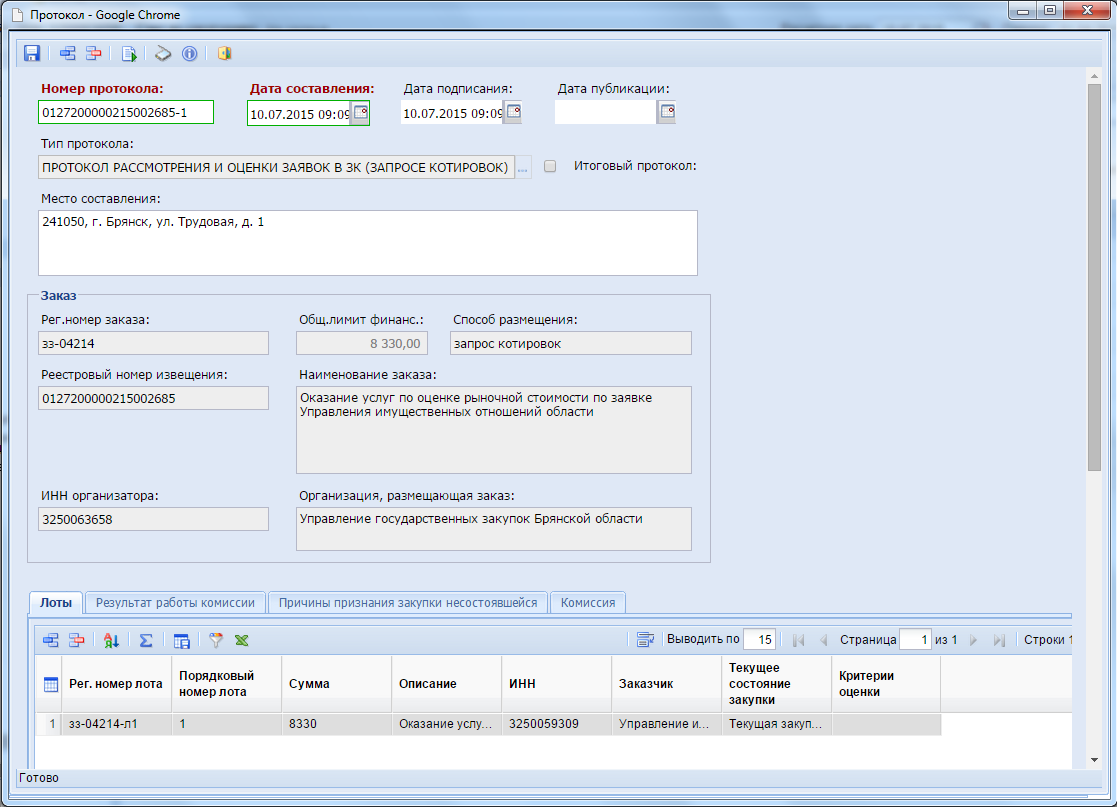 Протокол - Google Chrome
Номер протокола: Дата составления: Дата подписания: Дата публикации:
0127200000215002685-1 10.07.2015 09:09 10.07.2015 09:09
Тип протокола:
ПРОТОКОЛ РАССМОТРЕНИЯ И ОЦЕНКИ ЗАЯВОК В ЗК (ЗАПРОСЕ КОТИРОВОК) ... Итоговый протокол:
Место составления:
241050, г. Брянск, ул. Трудовая, д. 1
Заказ
Рег.номер заказа: Общ.лимит финанс.: Способ размещения:
зз-04214 8 330,00 запрос котировок
Реестровый номер извещения: Наименование заказа:
0127200000215002685 Оказание услуг по оценке рыночной стоимости по заявке
Управления имущественных отношений области
ИНН организатора: Организация, размещающая заказ:
3250063658 Управление государственных закупок Брянской области
Лоты Результат работы комиссии Причины признания закупки несостоявшейся Комиссия
Выводить по 15 Страница 1 из 1 Строки 1
Рег. номер лота Порядковый номер лота Сумма Описание ИНН Заказчик Текущее состояние закупки Критерии оценки
1 зз-04214-л1 1 8330 Оказание услу... 3250059309 Управление и... Текущая закуп...
Готово